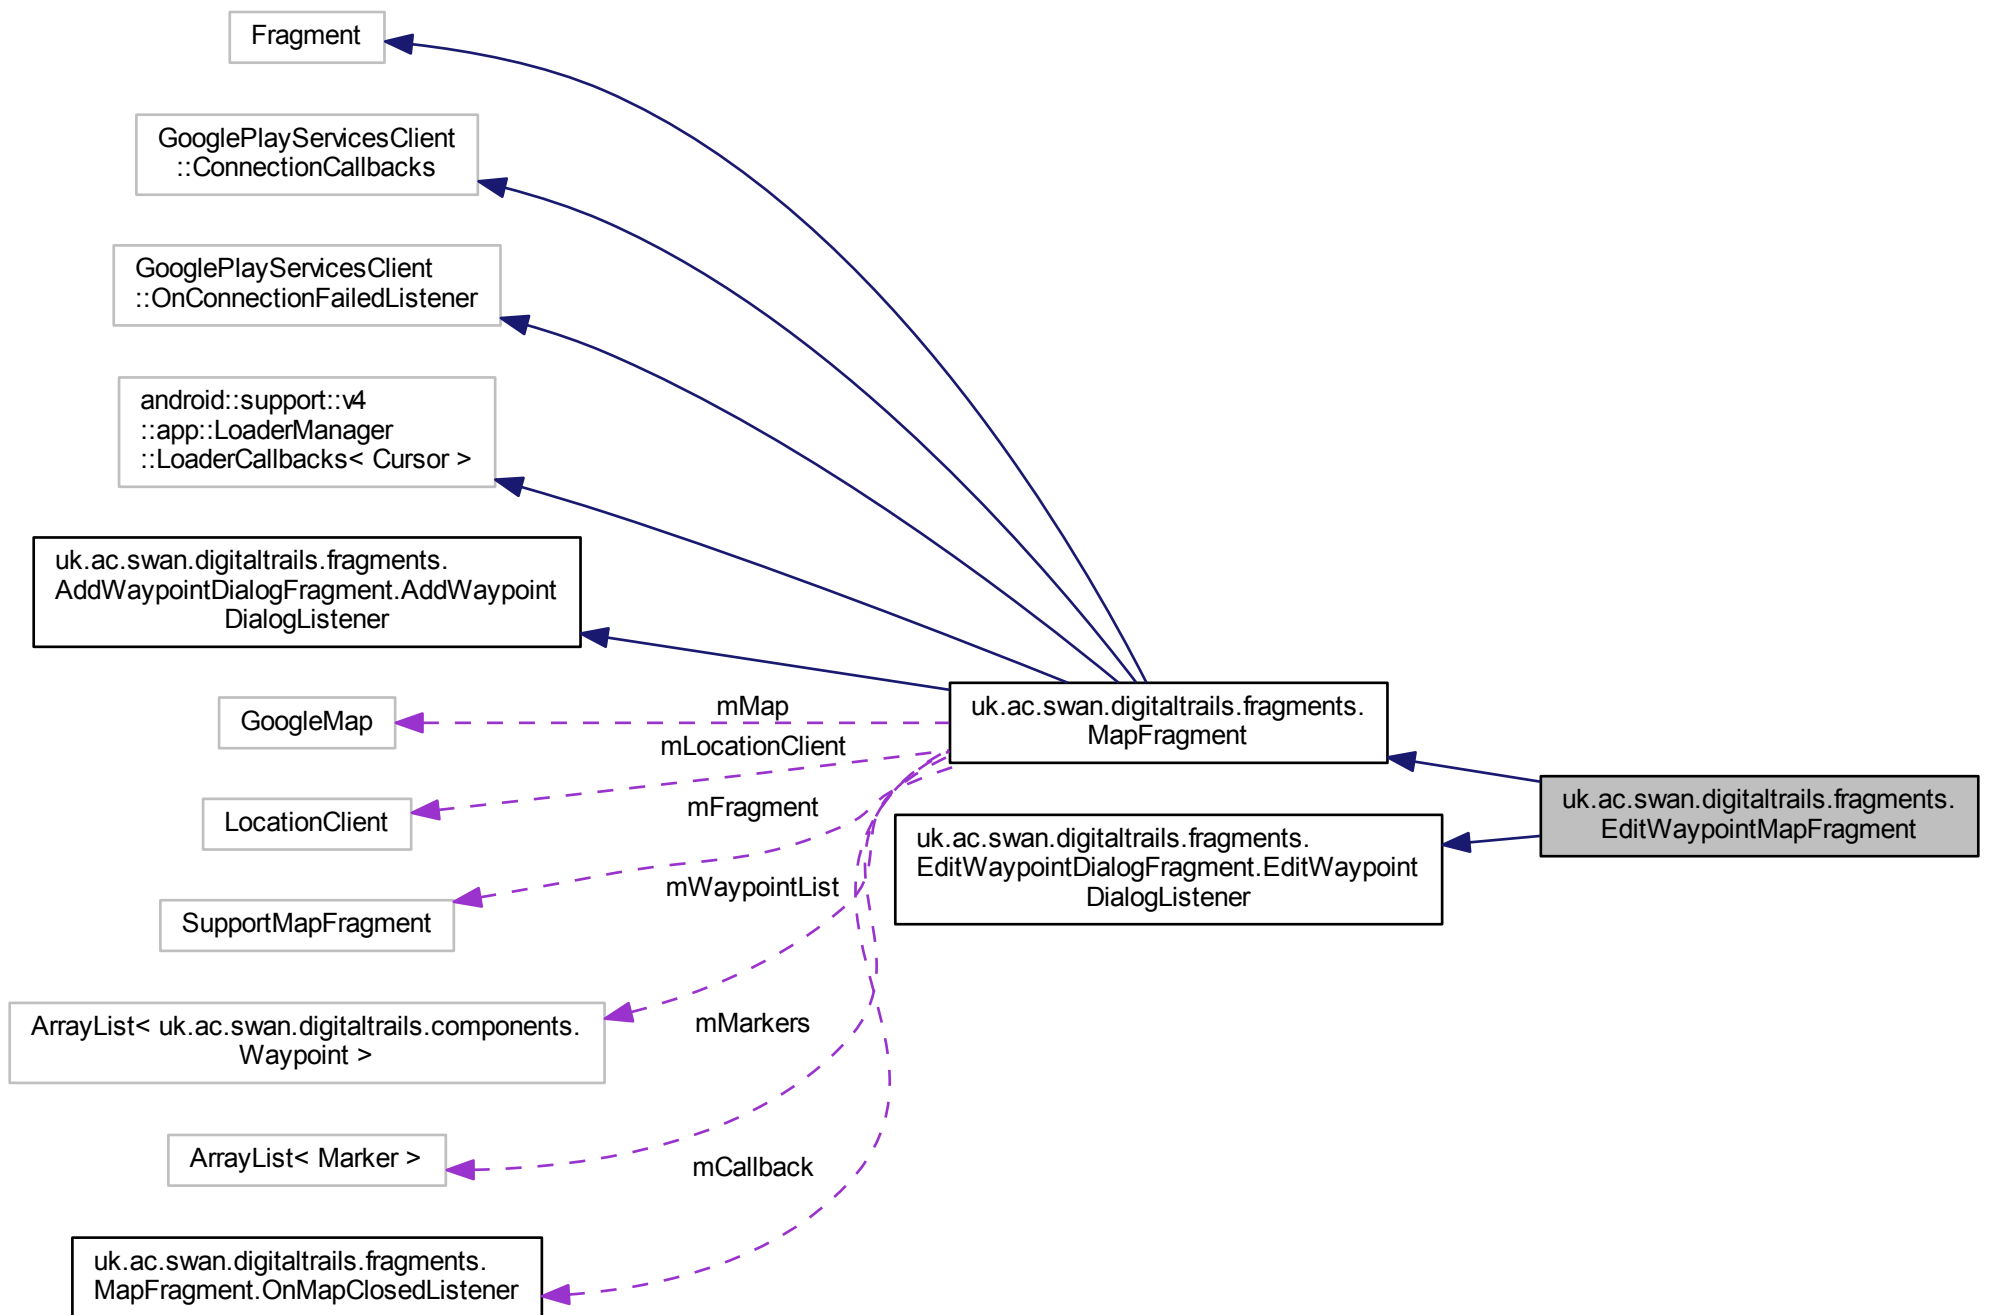 Fragment
GooglePlayServicesClient
::ConnectionCallbacks
GooglePlayServicesClient
::OnConnectionFailedListener
android::support::v4
::app::LoaderManager
::LoaderCallbacks< Cursor >
uk.ac.swan.digitaltrails.fragments.
AddWaypointDialogFragment.AddWaypoint
DialogListener
GoogleMap
mMap
uk.ac.swan.digitaltrails.fragments.
MapFragment
mLocationClient
LocationClient
mFragment
uk.ac.swan.digitaltrails.fragments.
EditWaypointMapFragment
uk.ac.swan.digitaltrails.fragments.
EditWaypointDialogFragment.EditWaypoint
DialogListener
SupportMapFragment
mWaypointList
ArrayList< uk.ac.swan.digitaltrails.components.
Waypoint >
mMarkers
ArrayList< Marker >
mCallback
uk.ac.swan.digitaltrails.fragments.
MapFragment.OnMapClosedListener